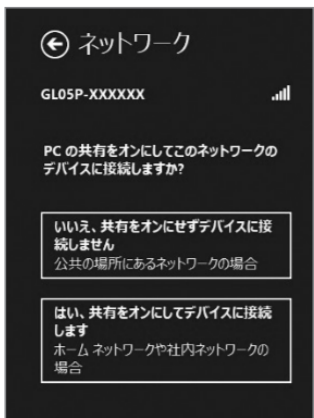 ネットワーク
GL05P-XXXXXX
PC の共有をオンにしてこのネットワークの
デバイスに接続しますか?
いいえ、共有をオンにせずデバイスに接
続しません
公共の場所にあるネットワークの場合
はい、共有をオンにしてデバイスに接続
します
ホーム ネットワークや社内ネットワークの
場合